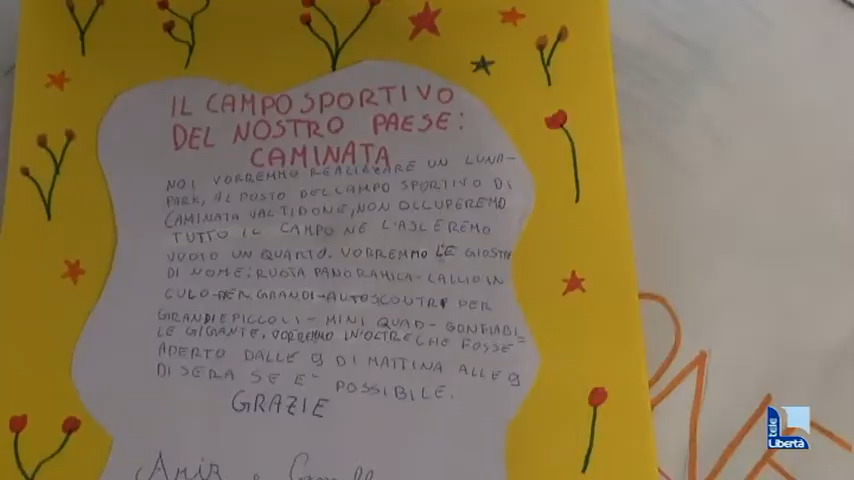 IL CAMPO SPORTIVO
DEL NOSTRO PAESE:
CAMINATA
NOI VORREMMO REALIZZARE UN LUNA-
PARK, AL POSTO DEL CAMPO SPORTIVO DI
CAMINATA VAL TIDONE, NON OCCUPEREMO
TUTTO IL CAMPO NE LASCEREMO
VUOTO UN QUARTO. VORREMMO LE GIOSTR
DI NOME: RUOTA PANORAMICA-CALCIO IN
CULO-PER GRANDI-AUTOSCONTRI PER
GRANDI E PICCOLI-MINI QUAD-GONFIABI=
LE GIGANTE. VORREMMO INOLTRE CHE FOSSE
APERTO DALLE 9 DI MATTINA ALLE 9
DI SERA SE E' POSSIBILE.
GRAZIE
tele
Libertà